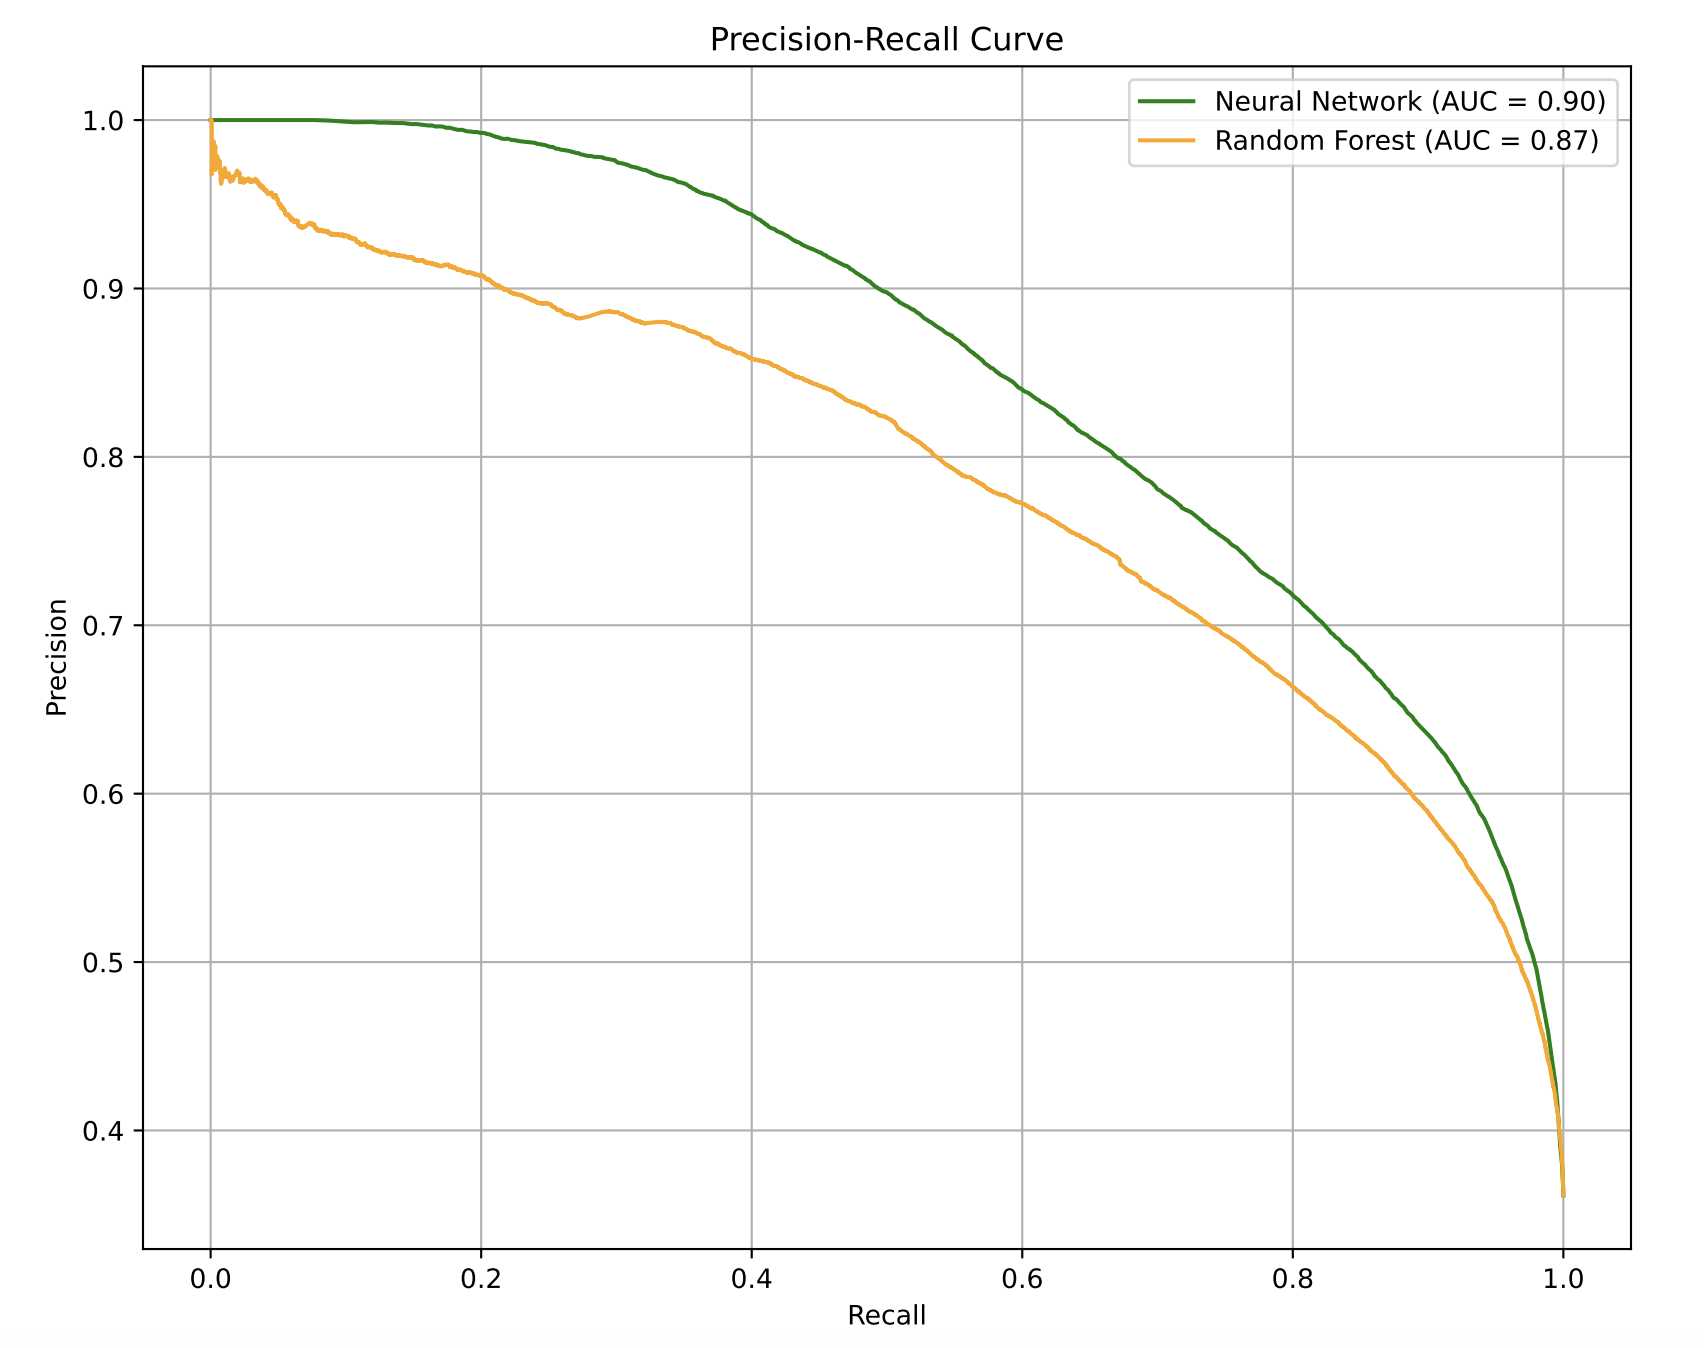 Precision-Recall Curve
Neural Network (AUC = 0.90)
Random Forest (AUC = 0.87)
1.0
0.9
0.8
0.7
0.6
0.5
0.4
Precision
0.0 0.2 0.4 0.6 0.8 1.0
Recall